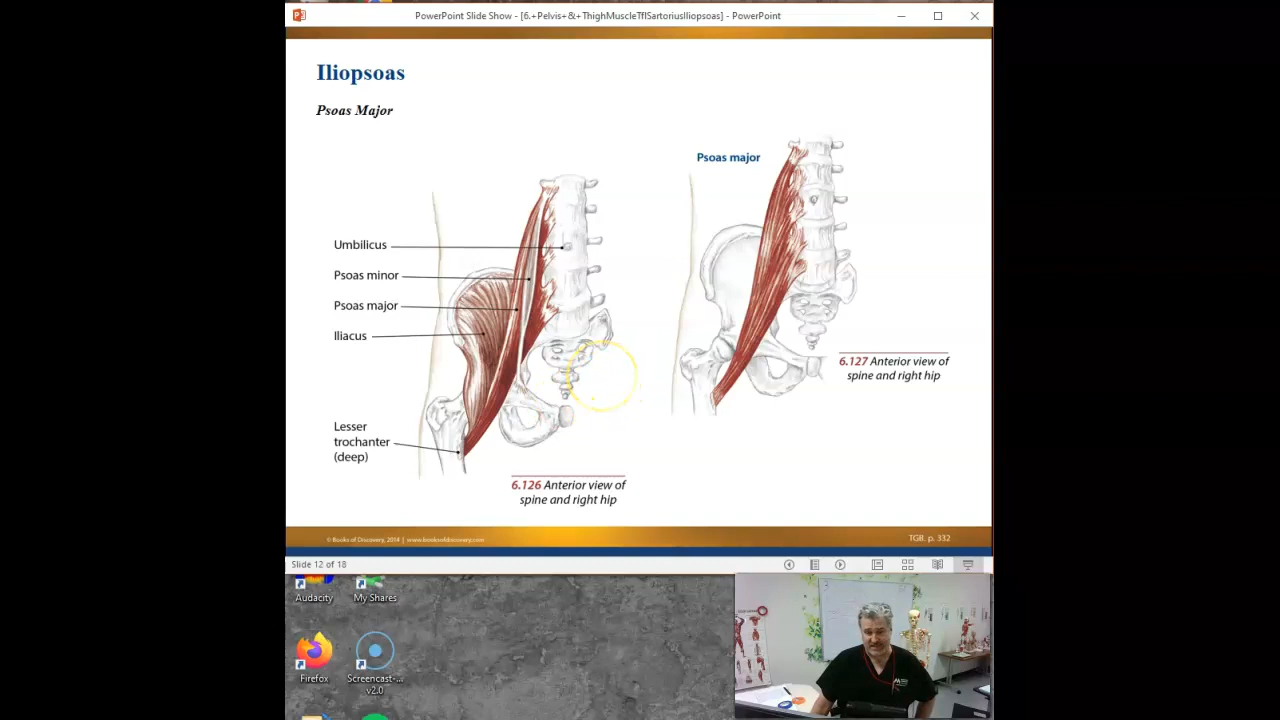 PowerPoint Slide Show - [6.+Pelvis+&+ThighMuscleTflSartoriusIliopsoas] - PowerPoint
Iliopsoas
Psoas Major
Umbilicus
Psoas minor
Psoas major
Iliacus
Lesser
trochanter
(deep)
6.126 Anterior view of
spine and right hip
Psoas major
6.127 Anterior view of
spine and right hip
© Books of Discovery, 2014 | www.booksofdiscovery.com
TGB. p. 332
Slide 12 of 18
Audacity
My Shares
Firefox
Screencast-...
v2.0